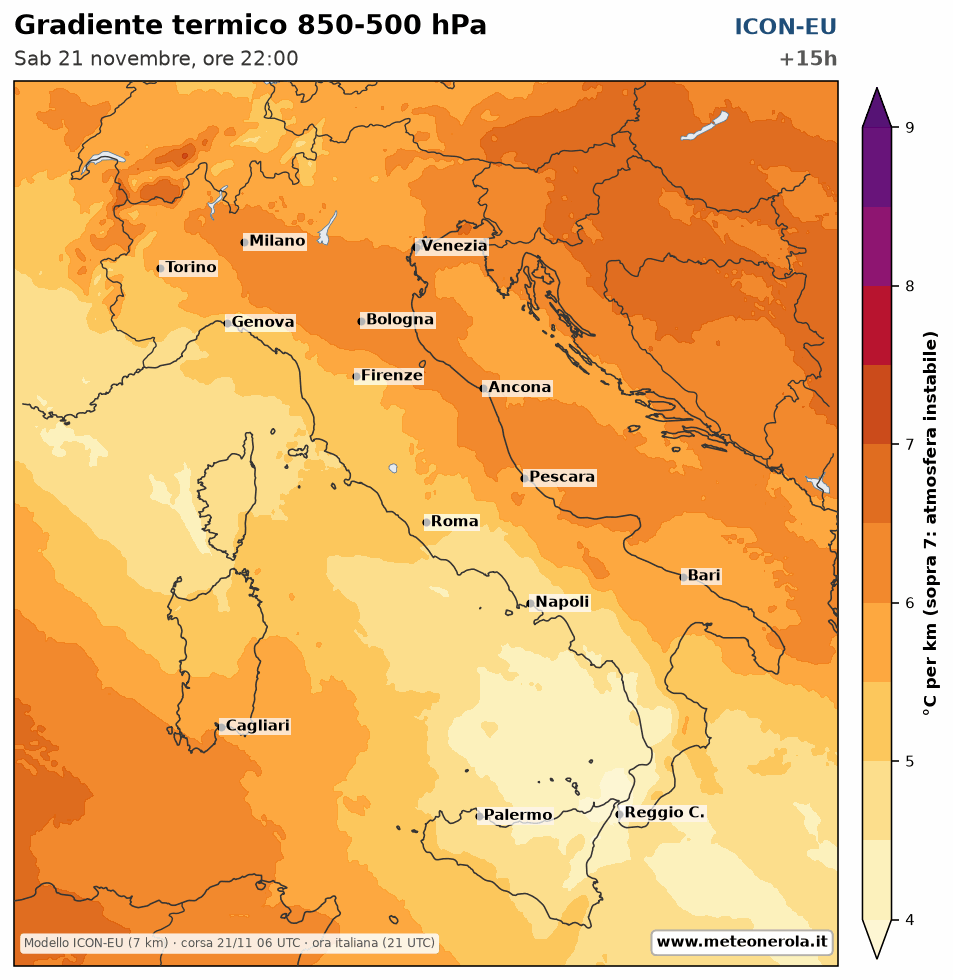 Gradiente termico 850-500 hPa
ICON-EU
Sab 21 novembre, ore 22:00
+15h
Milano
Venezia
Torino
Genova
Bologna
Firenze
Ancona
Pescara
Roma
Bari
Napoli
Cagliari
Palermo
Reggio C.
9
8
7
6
5
4
°C per km (sopra 7: atmosfera instabile)
Modello ICON-EU (7 km) · corsa 21/11 06 UTC · ora italiana (21 UTC)
www.meteonerola.it